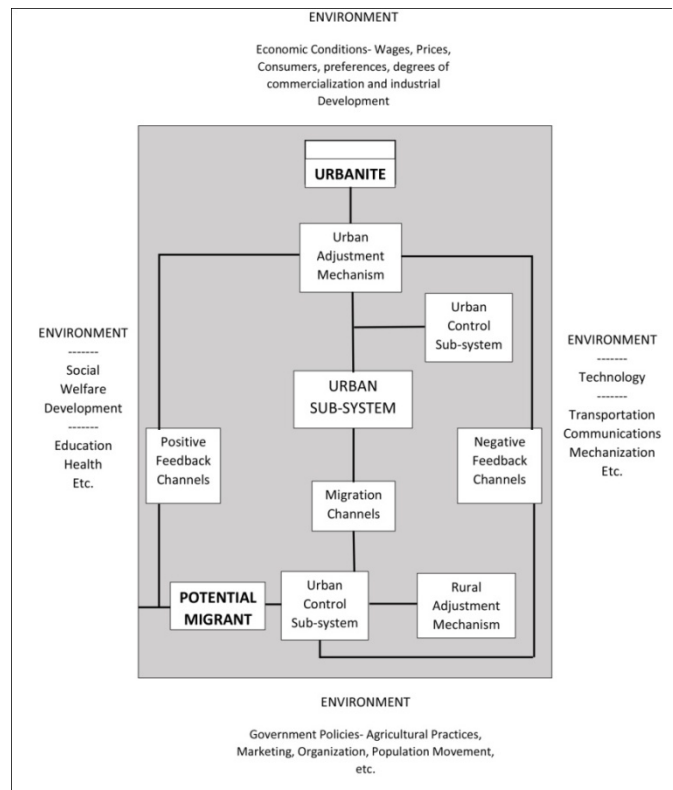 ENVIRONMENT
Economic Conditions- Wages, Prices,
Consumers, preferences, degrees of
commercialization and industrial
Development
URBANITE
Urban
Adjustment
Mechanism
Urban
Control
Sub-system
ENVIRONMENT
-------
Social
Welfare
Development
-------
Education
Health
Etc.
ENVIRONMENT
-------
Technology
-------
Transportation
Communications
Mechanization
Etc.
URBAN
SUB-SYSTEM
Positive
Feedback
Channels
Negative
Feedback
Channels
Migration
Channels
POTENTIAL
MIGRANT
Urban
Control
Sub-system
Rural
Adjustment
Mechanism
ENVIRONMENT
Government Policies- Agricultural Practices,
Marketing, Organization, Population Movement,
etc.